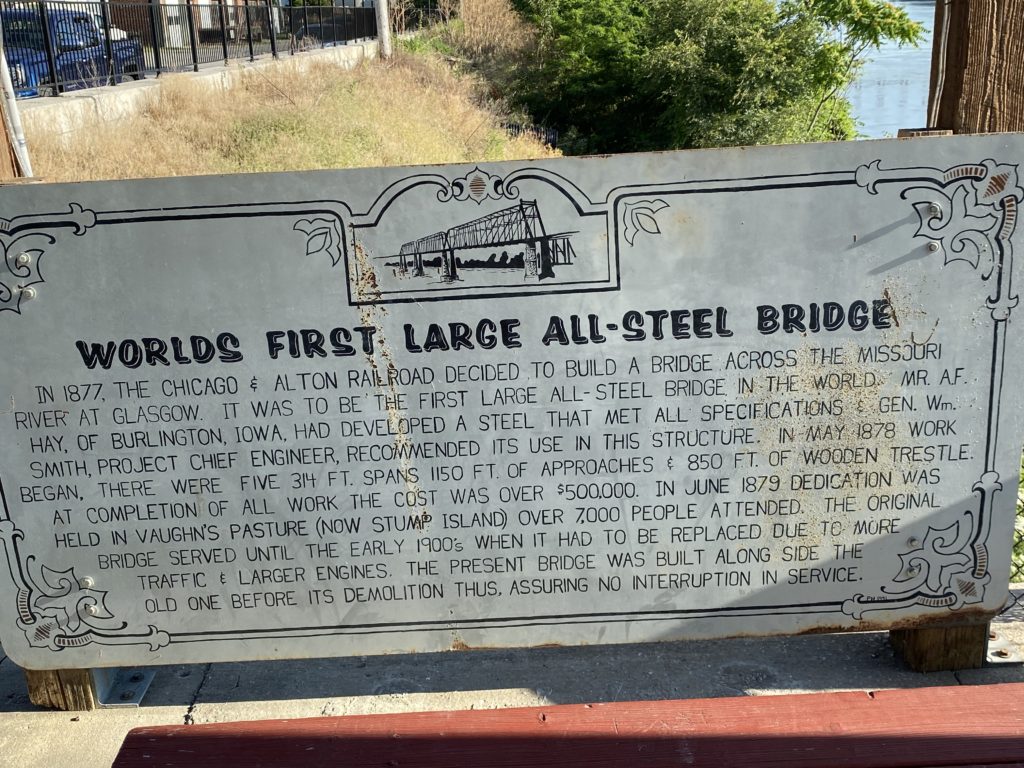 WORLDS FIRST LARGE ALL-STEEL BRIDGE
IN 1877, THE CHICAGO & ALTON RAILROAD DECIDED TO BUILD A BRIDGE ACROSS THE MISSOURI
RIVER AT GLASGOW. IT WAS TO BE THE FIRST LARGE ALL-STEEL BRIDGE IN THE WORLD. MR. A.F.
HAY, OF BURLINGTON, IOWA, HAD DEVELOPED A STEEL THAT MET ALL SPECIFICATIONS & GEN. Wm.
SMITH, PROJECT CHIEF ENGINEER, RECOMMENDED ITS USE IN THIS STRUCTURE. IN MAY 1878 WORK
BEGAN, THERE WERE FIVE 314 FT. SPANS 1150 FT. OF APPROACHES & 850 FT. OF WOODEN TRESTLE.
AT COMPLETION OF ALL WORK THE COST WAS OVER $500,000. IN JUNE 1879 DEDICATION WAS
HELD IN VAUGHN'S PASTURE (NOW STUMP ISLAND) OVER 7,000 PEOPLE ATTENDED. THE ORIGINAL
BRIDGE SERVED UNTIL THE EARLY 1900's WHEN IT HAD TO BE REPLACED DUE TO MORE
TRAFFIC & LARGER ENGINES. THE PRESENT BRIDGE WAS BUILT ALONG SIDE THE
OLD ONE BEFORE ITS DEMOLITION THUS, ASSURING NO INTERRUPTION IN SERVICE.